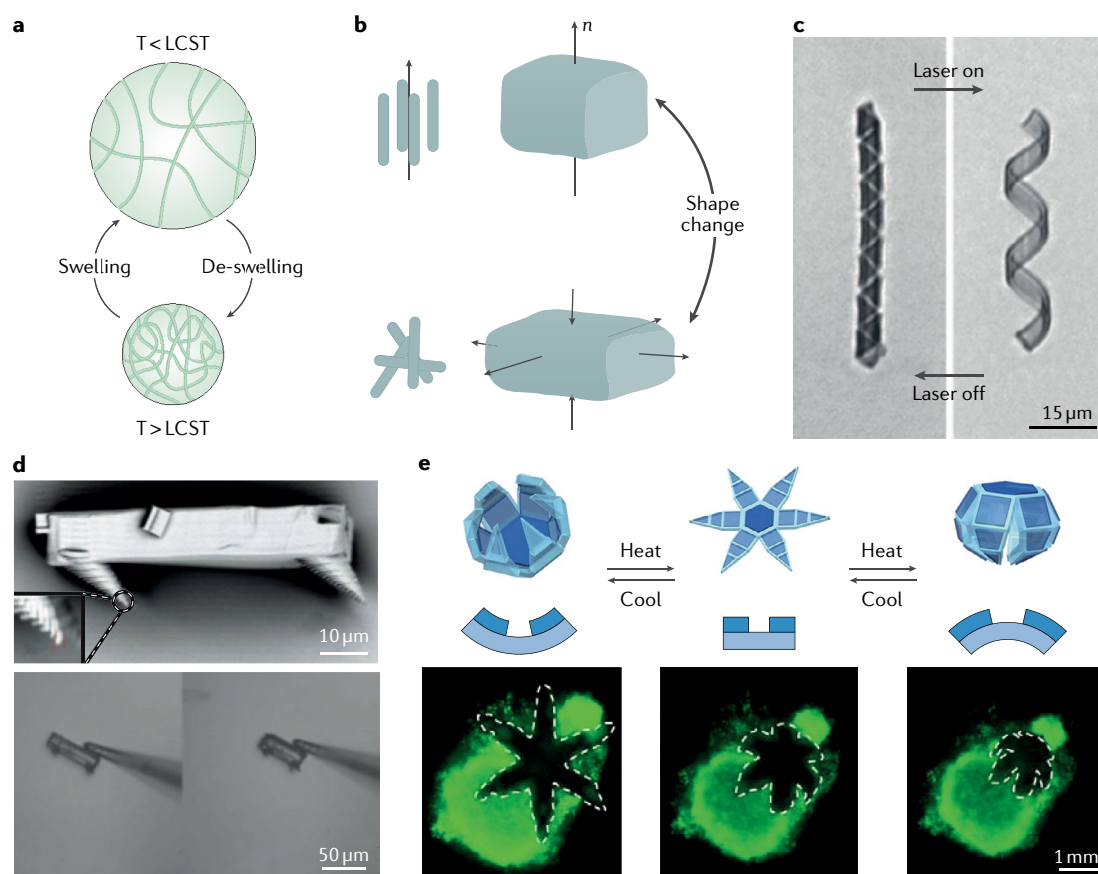 a
T < LCST
Swelling
De-swelling
T > LCST
b
n
Shape
change
c
Laser on
Laser off
15 µm
d
10 µm
50 µm
e
Heat
Cool
Heat
Cool
1 mm